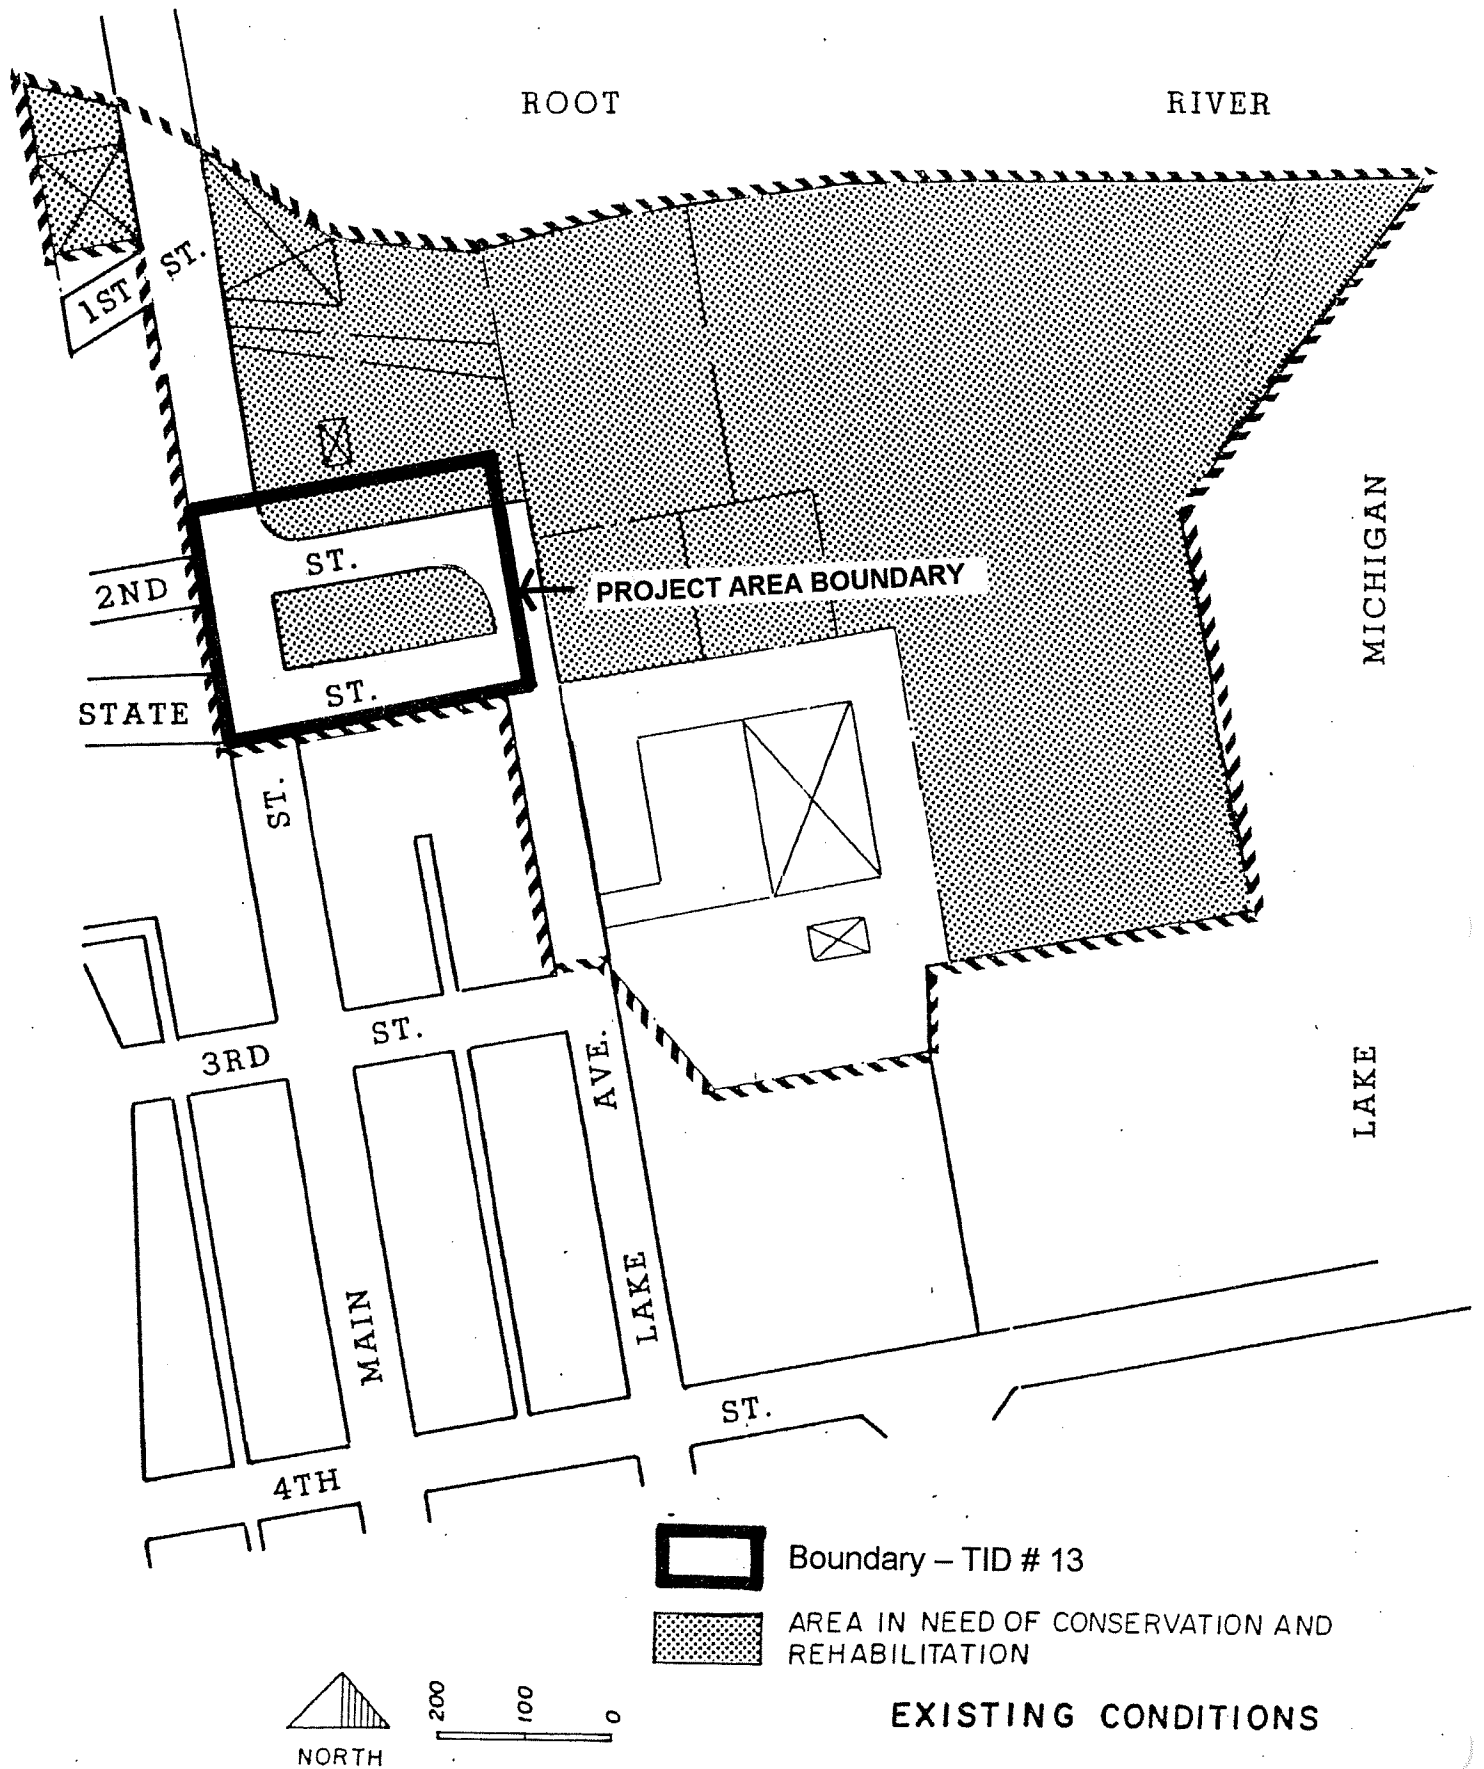 ROOT RIVER
1ST ST.
MICHIGAN
2ND ST.
PROJECT AREA BOUNDARY
STATE ST.
ST.
3RD ST.
AVE.
LAKE
LAKE
MAIN
ST.
4TH
Boundary – TID # 13
AREA IN NEED OF CONSERVATION AND
REHABILITATION
200 100 0
NORTH
EXISTING CONDITIONS